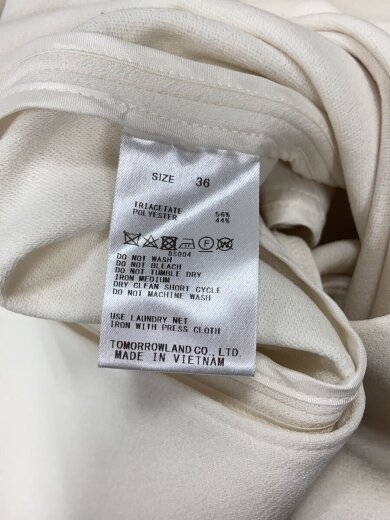 SIZE 36
TRIACETATE 56%
POLYESTER 44%
F
DS004
DO NOT WASH
DO NOT BLEACH
DO NOT TUMBLE DRY
IRON MEDIUM
DRY CLEAN SHORT CYCLE
DO NOT MACHINE WASH
USE LAUNDRY NET
IRON WITH PRESS CLOTH
TOMORROWLAND CO., LTD.
MADE IN VIETNAM